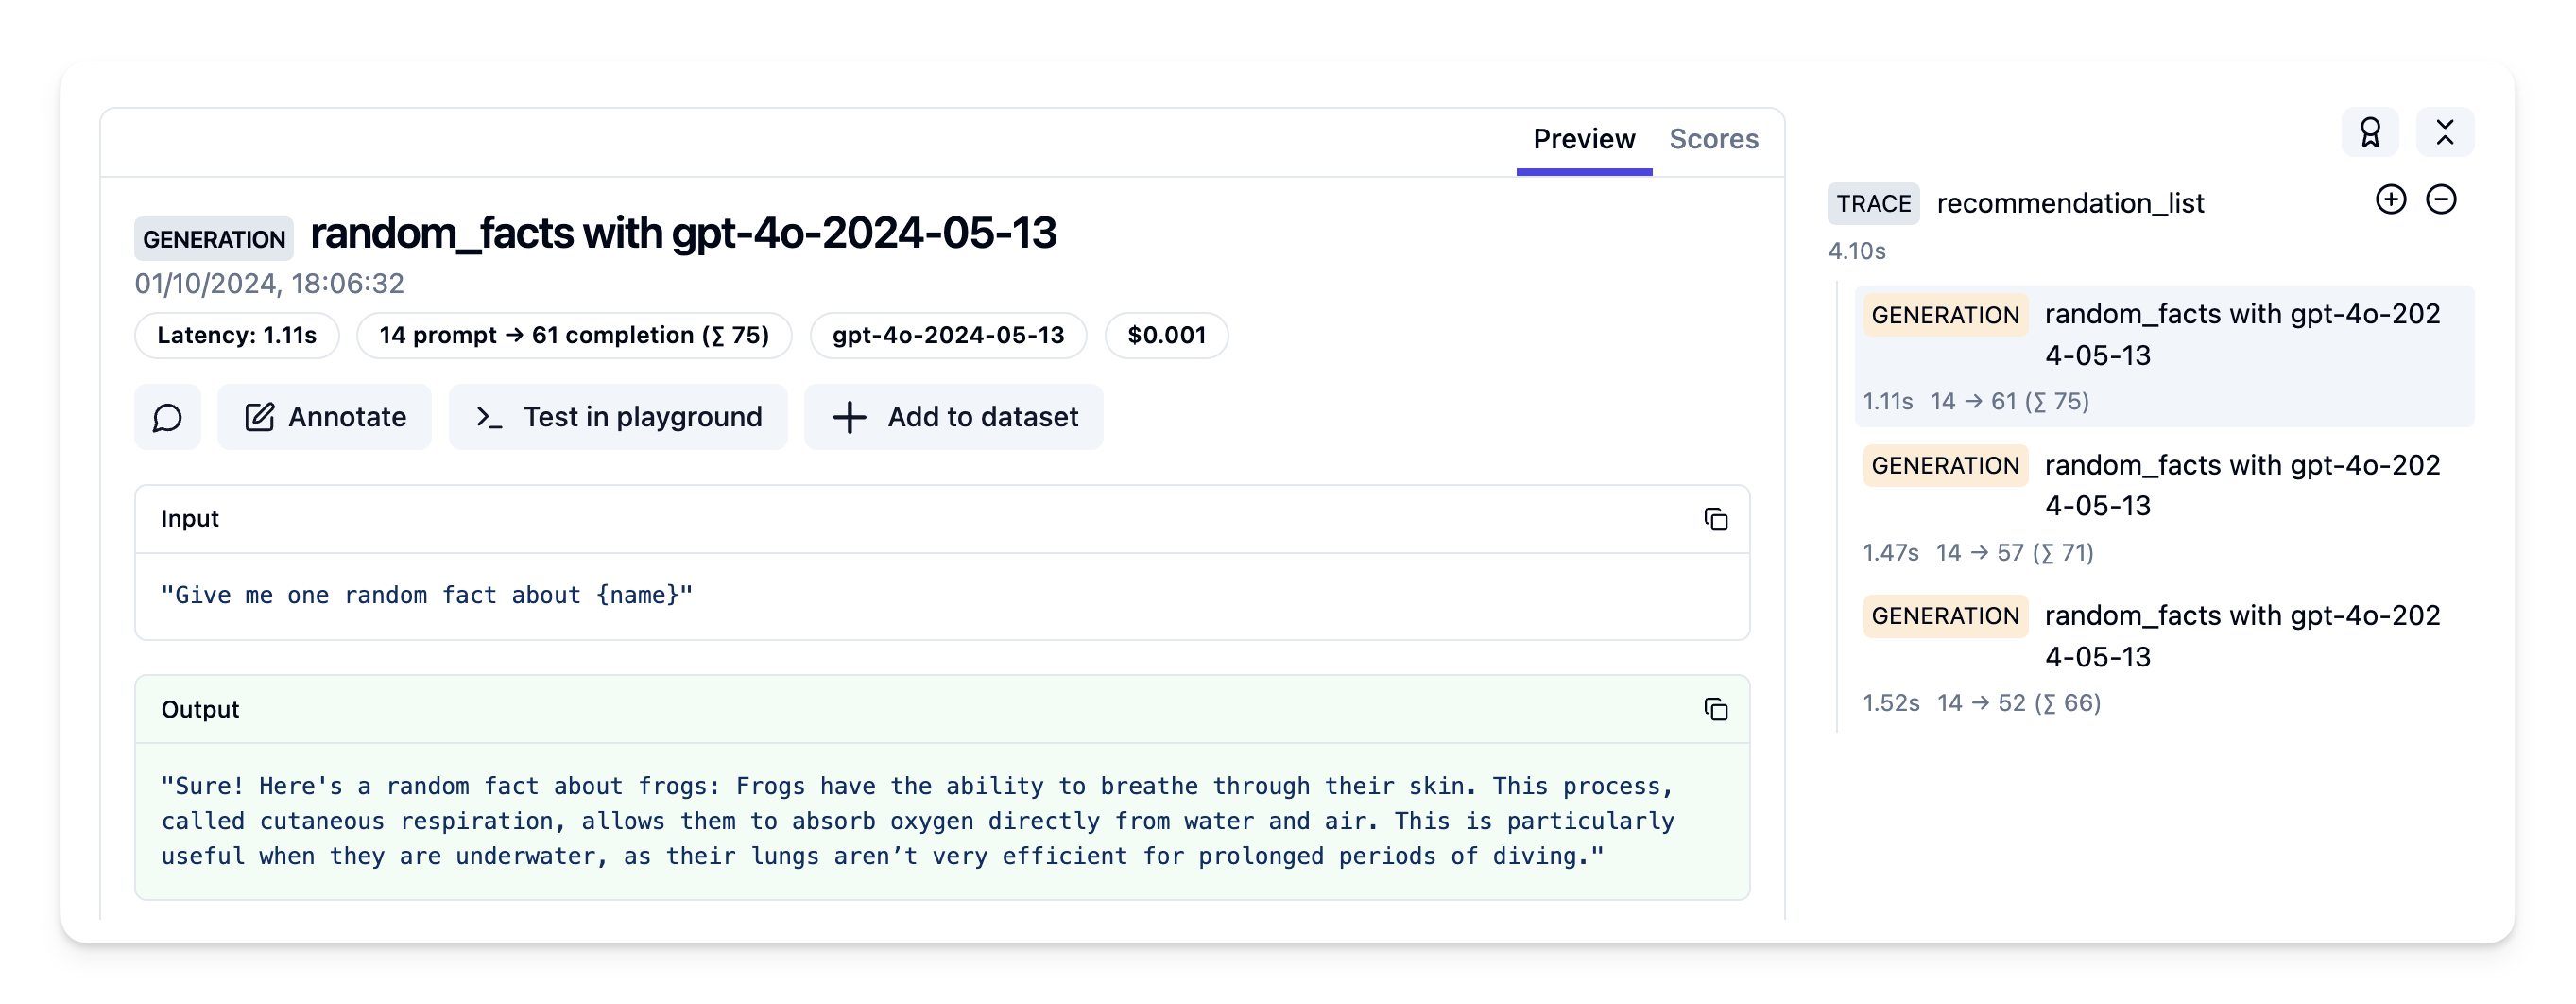 Preview Scores
GENERATION random_facts with gpt-4o-2024-05-13
01/10/2024, 18:06:32
Latency: 1.11s 14 prompt → 61 completion (∑ 75) gpt-4o-2024-05-13 $0.001
Annotate Test in playground Add to dataset
Input
"Give me one random fact about {name}"
Output
"Sure! Here's a random fact about frogs: Frogs have the ability to breathe through their skin. This process,
called cutaneous respiration, allows them to absorb oxygen directly from water and air. This is particularly
useful when they are underwater, as their lungs aren’t very efficient for prolonged periods of diving."
TRACE recommendation_list
4.10s
GENERATION random_facts with gpt-4o-202
4-05-13
1.11s 14 → 61 (∑ 75)
GENERATION random_facts with gpt-4o-202
4-05-13
1.47s 14 → 57 (∑ 71)
GENERATION random_facts with gpt-4o-202
4-05-13
1.52s 14 → 52 (∑ 66)